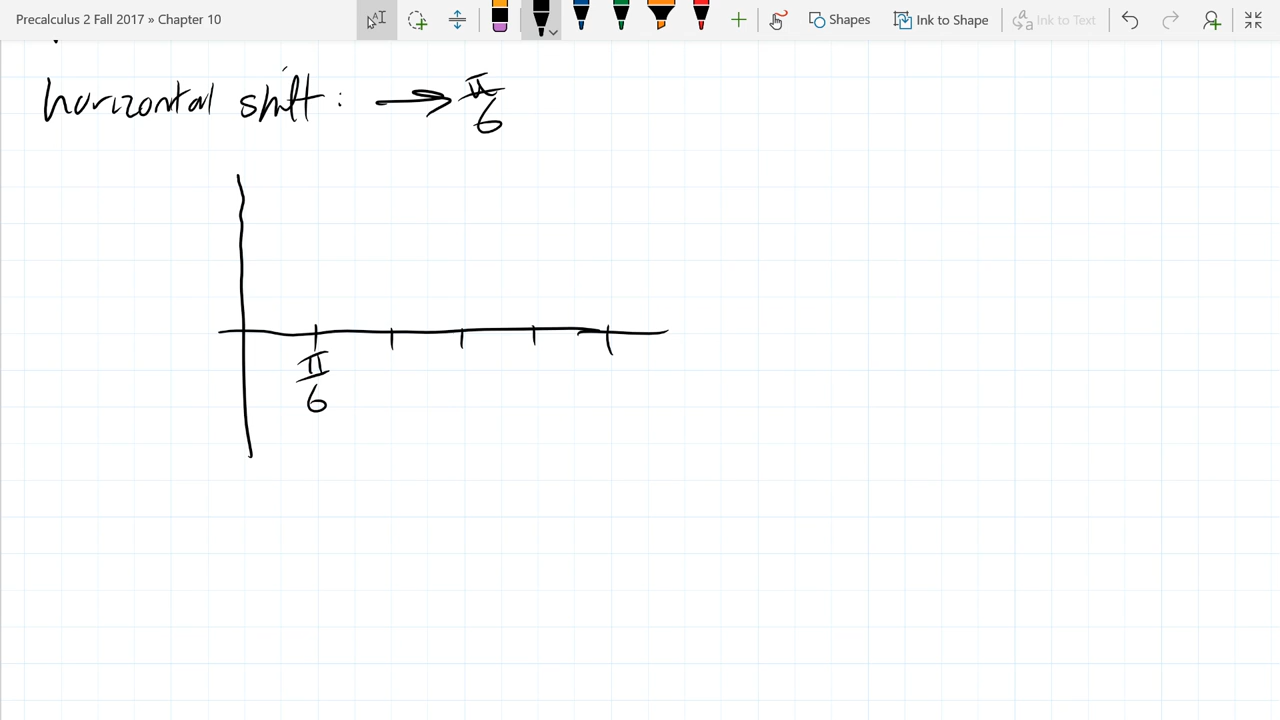 Precalculus 2 Fall 2017 » Chapter 10
Shapes
Ink to Shape
Ink to Text
horizontal shift: → π/6
π/6